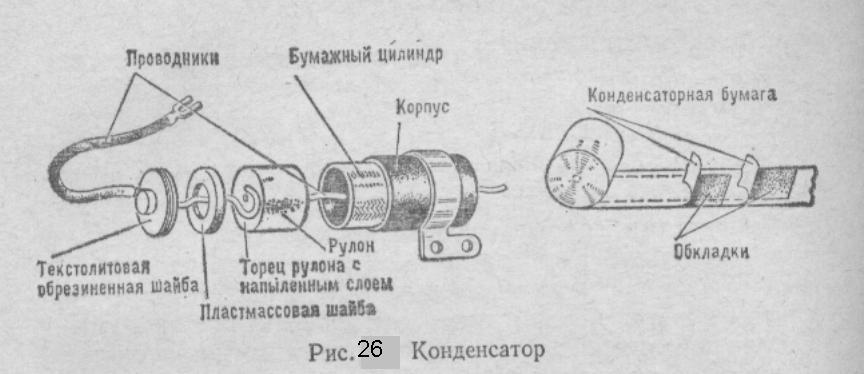 Проводники
Бумажный цилиндр
Корпус
Конденсаторная бумага
Текстолитовая
обрезиненная шайба
Торец рулона с
напыленным слоем
Рулон
Пластмассовая шайба
Обкладки
Рис. 26 Конденсатор